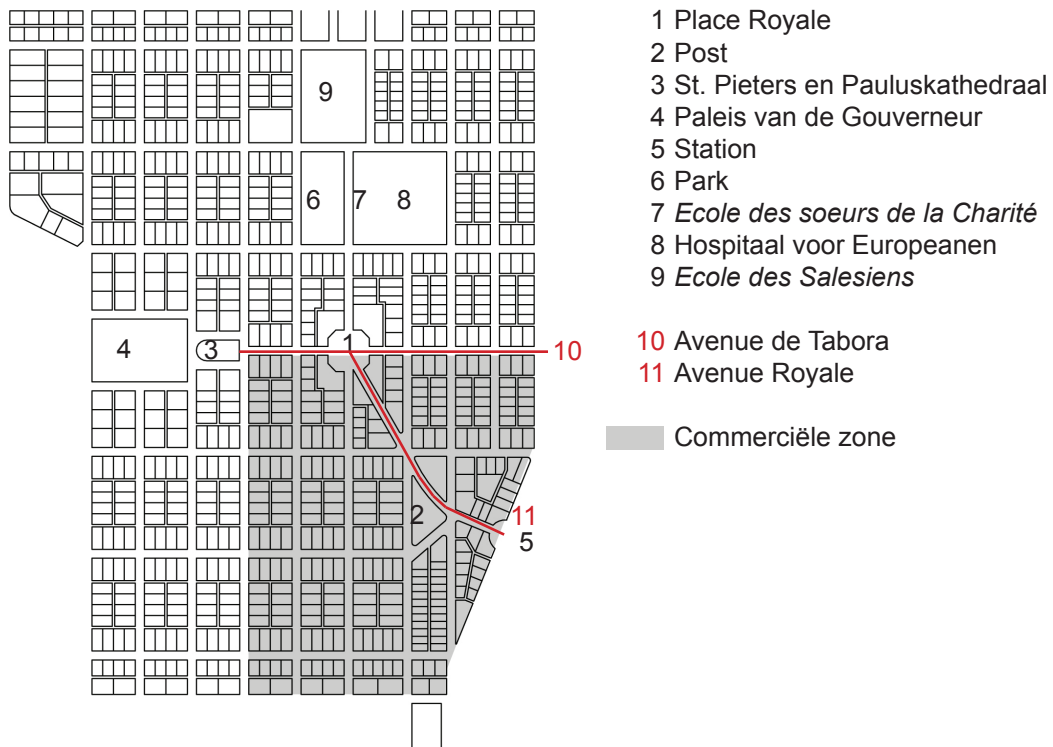 1 Place Royale
2 Post
3 St. Pieters en Pauluskathedraal
4 Paleis van de Gouverneur
5 Station
6 Park
7 Ecole des soeurs de la Charité
8 Hospitaal voor Europeanen
9 Ecole des Salesiens
10 Avenue de Tabora
11 Avenue Royale
Commerciële zone
9
6 7 8
4 3 1 10
2 11
5